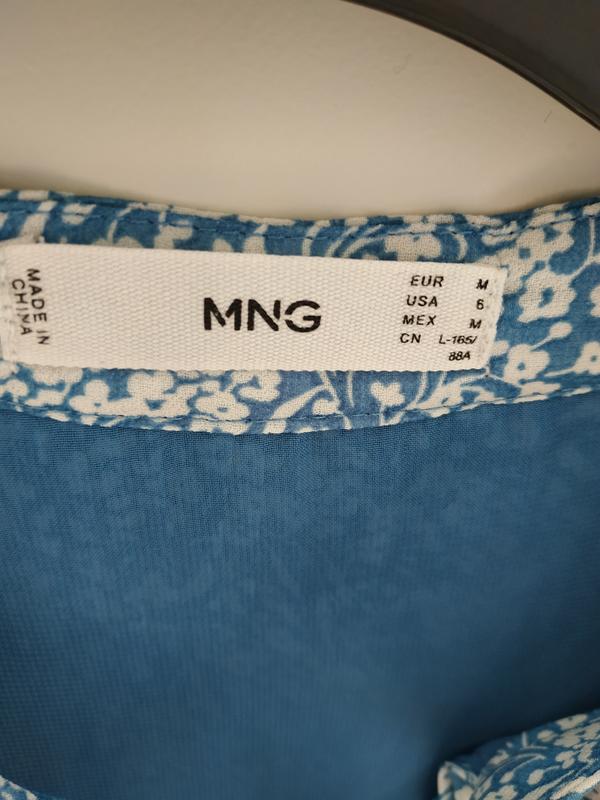 MADE IN
CHINA
MNG
EUR M
USA 6
MEX M
CN L-165/
88A